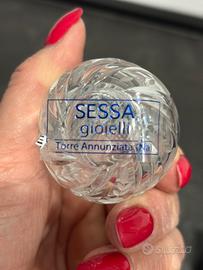 SESSA
gioielli
Torre Annunziata (Na)